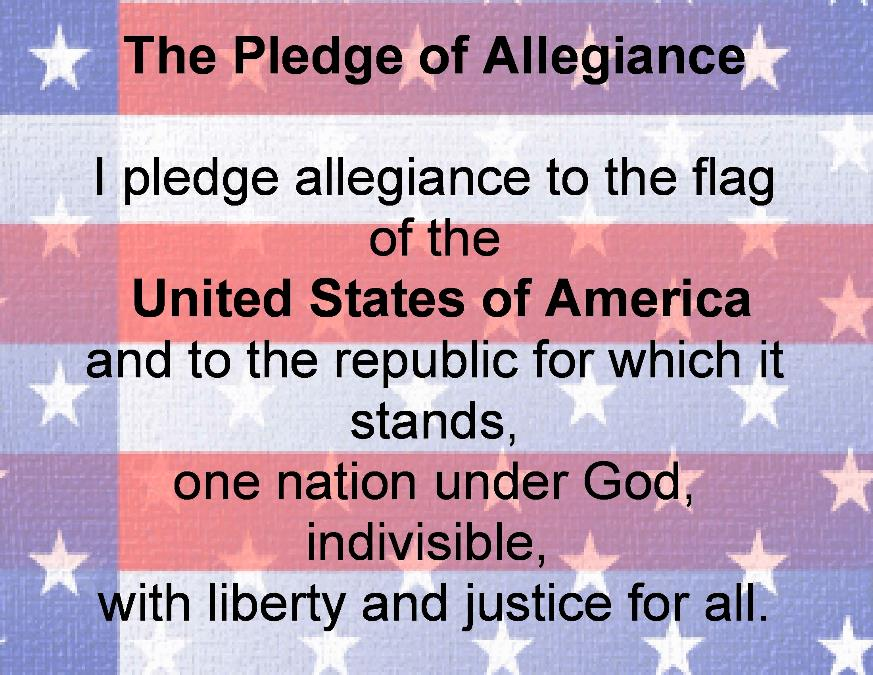 The Pledge of Allegiance
I pledge allegiance to the flag
of the
United States of America
and to the republic for which it
stands,
one nation under God,
indivisible,
with liberty and justice for all.